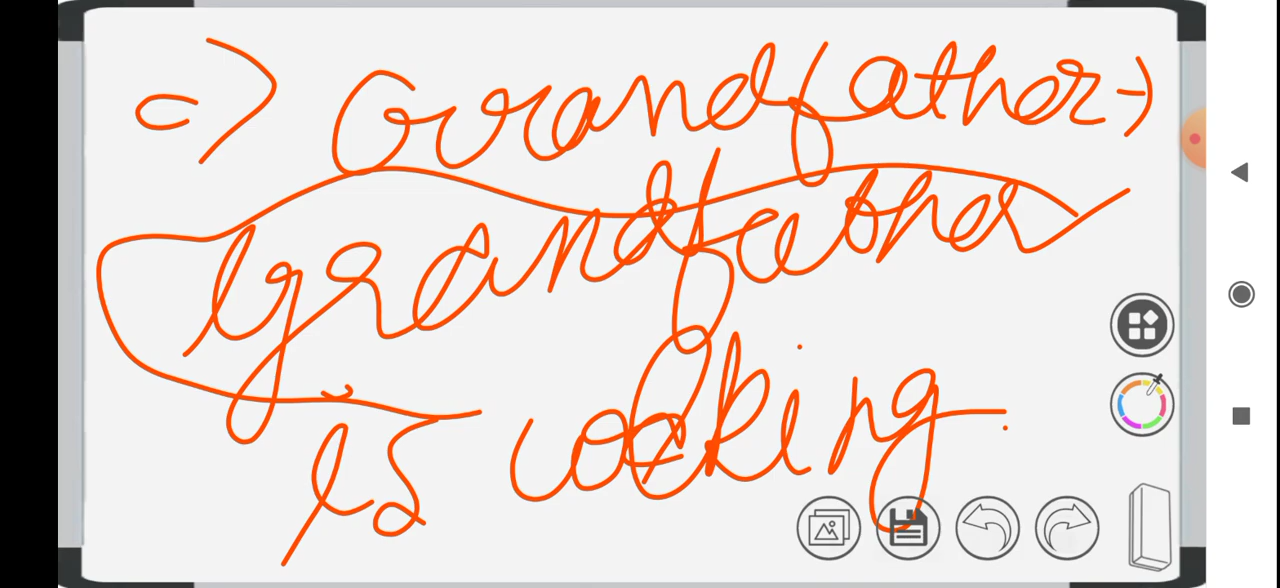 => Grandfather →
Grandfather
is cooking.